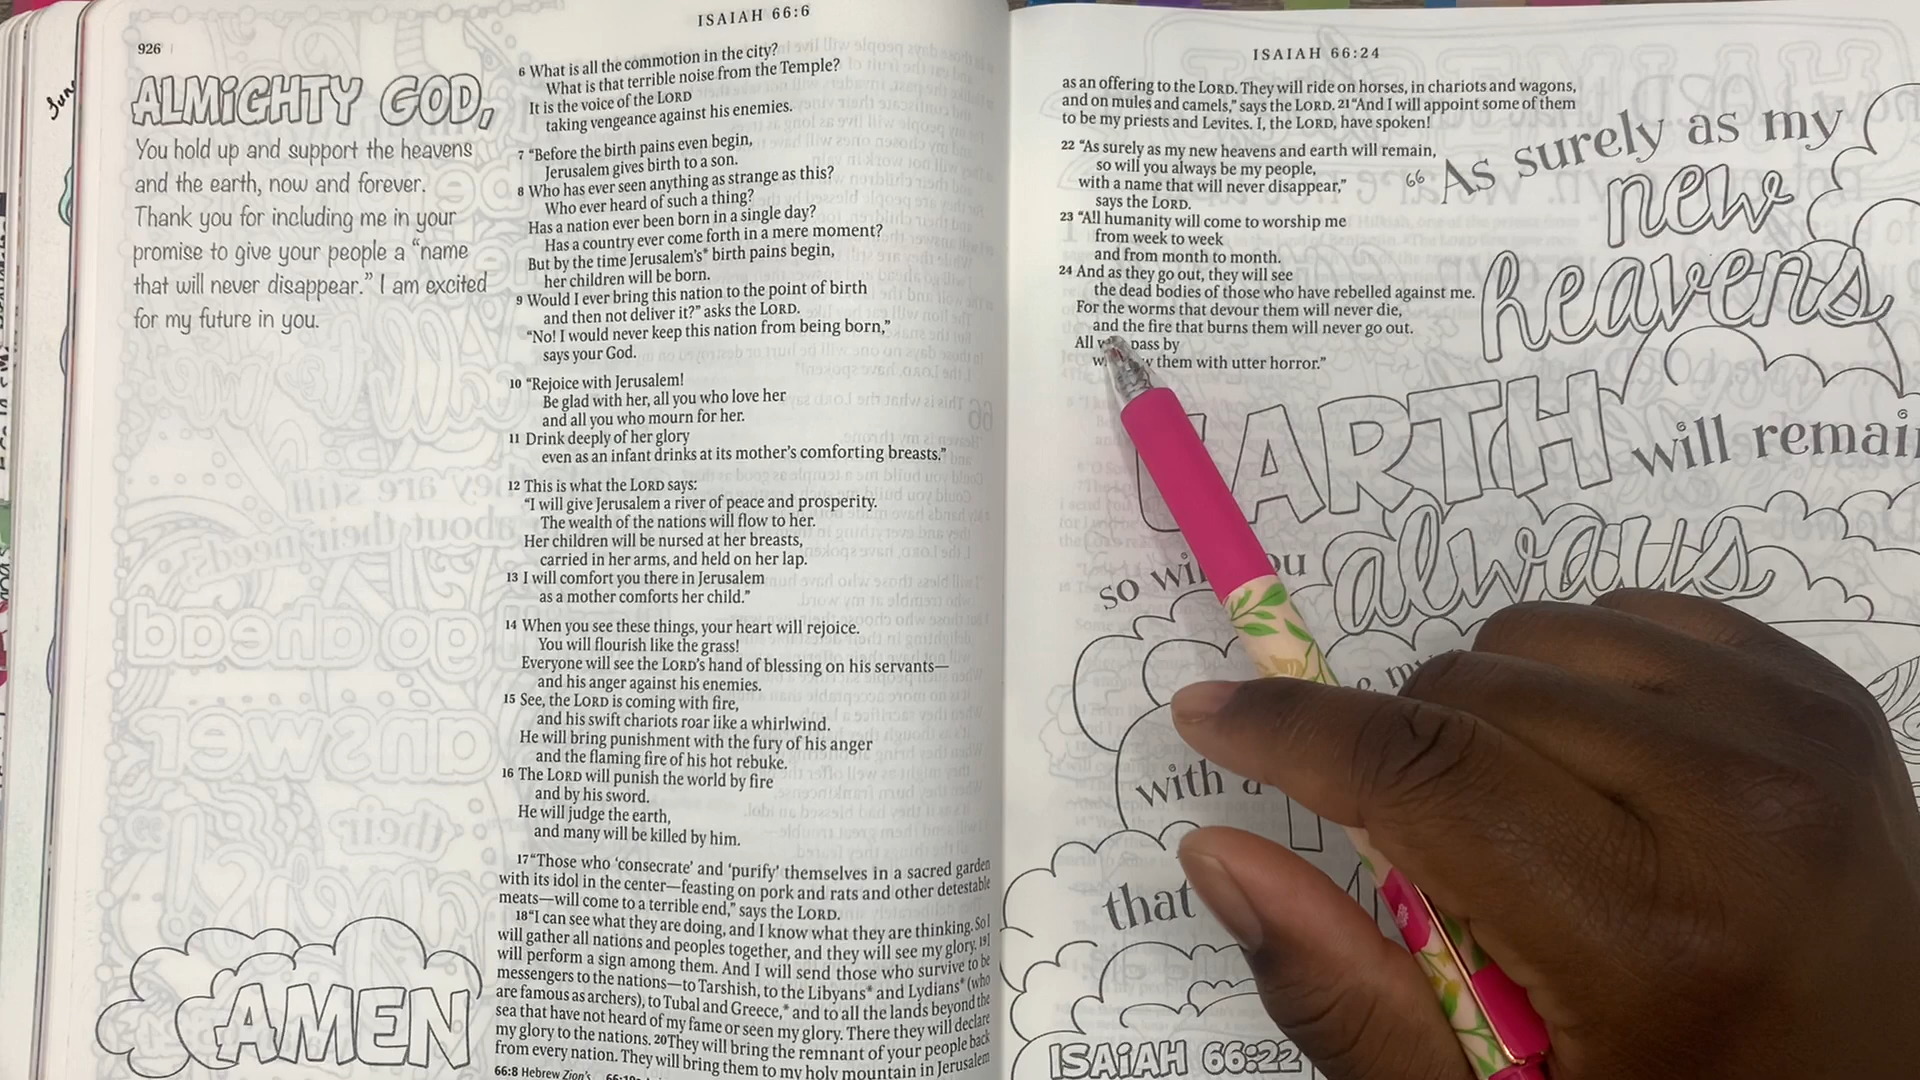 926
ISAIAH 66:6
ALMIGHTY GOD,
You hold up and support the heavens
and the earth, now and forever.
Thank you for including me in your
promise to give your people a “name
that will never disappear.” I am excited
for my future in you.
AMEN
6 What is all the commotion in the city?
What is that terrible noise from the Temple?
It is the voice of the LORD
taking vengeance against his enemies.
7 “Before the birth pains even begin,
Jerusalem gives birth to a son.
8 Who has ever seen anything as strange as this?
Who ever heard of such a thing?
Has a nation ever been born in a single day?
Has a country ever come forth in a mere moment?
But by the time Jerusalem’s* birth pains begin,
her children will be born.
9 Would I ever bring this nation to the point of birth
and then not deliver it?” asks the LORD.
“No! I would never keep this nation from being born,”
says your God.
10 “Rejoice with Jerusalem!
Be glad with her, all you who love her
and all you who mourn for her.
11 Drink deeply of her glory
even as an infant drinks at its mother’s comforting breasts.”
12 This is what the LORD says:
“I will give Jerusalem a river of peace and prosperity.
The wealth of the nations will flow to her.
Her children will be nursed at her breasts,
carried in her arms, and held on her lap.
13 I will comfort you there in Jerusalem
as a mother comforts her child.”
14 When you see these things, your heart will rejoice.
You will flourish like the grass!
Everyone will see the LORD’s hand of blessing on his servants—
and his anger against his enemies.
15 See, the LORD is coming with fire,
and his swift chariots roar like a whirlwind.
He will bring punishment with the fury of his anger
and the flaming fire of his hot rebuke.
16 The LORD will punish the world by fire
and by his sword.
He will judge the earth,
and many will be killed by him.
17 “Those who ‘consecrate’ and ‘purify’ themselves in a sacred garden
with its idol in the center—feasting on pork and rats and other detestable
meats—will come to a terrible end,” says the LORD.
18 “I can see what they are doing, and I know what they are thinking. So I
will gather all nations and peoples together, and they will see my glory. 19 I
will perform a sign among them. And I will send those who survive to be
messengers to the nations—to Tarshish, to the Libyans* and Lydians* (who
are famous as archers), to Tubal and Greece,* and to all the lands beyond the
sea that have not heard of my fame or seen my glory. There they will declare
my glory to the nations. 20 They will bring the remnant of your people back
from every nation. They will bring them to my holy mountain in Jerusalem
66:8 Hebrew Zion’s
ISAIAH 66:24
as an offering to the LORD. They will ride on horses, in chariots and wagons,
and on mules and camels,” says the LORD. 21 “And I will appoint some of them
to be my priests and Levites. I, the LORD, have spoken!
22 “As surely as my new heavens and earth will remain,
so will you always be my people,
with a name that will never disappear,”
says the LORD.
23 “All humanity will come to worship me
from week to week
and from month to month.
24 And as they go out, they will see
the dead bodies of those who have rebelled against me.
For the worms that devour them will never die,
and the fire that burns them will never go out.
All pass by
them with utter horror.”
“As surely as my
new
heavens
EARTH will remain
so will you always
with a
that
ISAIAH 66:22